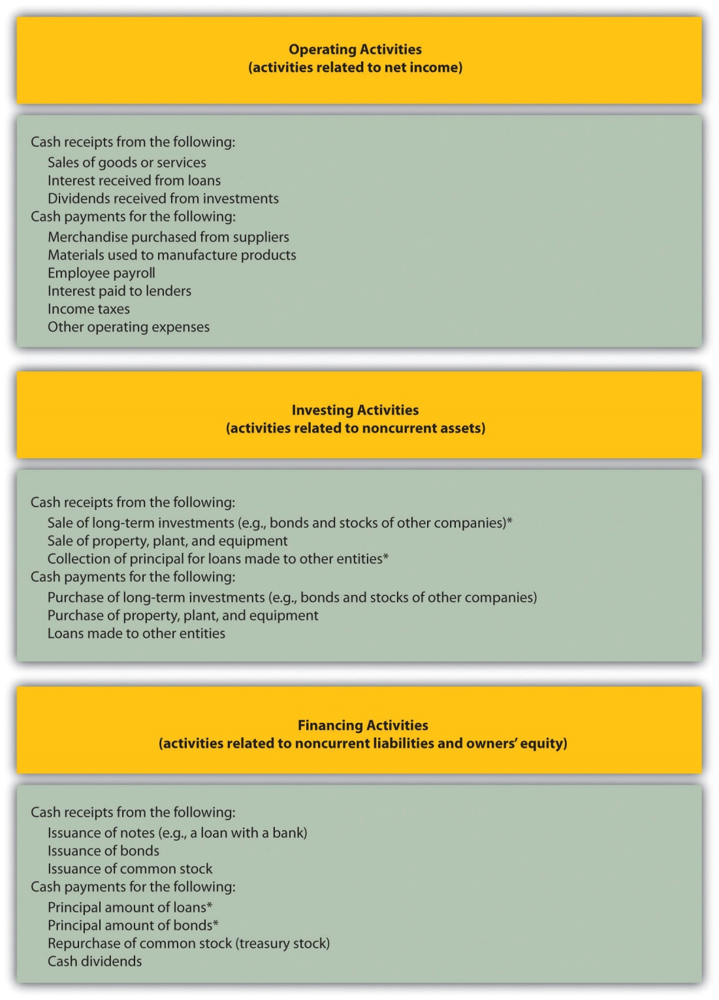 Operating Activities
(activities related to net income)
Cash receipts from the following:
Sales of goods or services
Interest received from loans
Dividends received from investments
Cash payments for the following:
Merchandise purchased from suppliers
Materials used to manufacture products
Employee payroll
Interest paid to lenders
Income taxes
Other operating expenses
Investing Activities
(activities related to noncurrent assets)
Cash receipts from the following:
Sale of long-term investments (e.g., bonds and stocks of other companies)*
Sale of property, plant, and equipment
Collection of principal for loans made to other entities*
Cash payments for the following:
Purchase of long-term investments (e.g., bonds and stocks of other companies)
Purchase of property, plant, and equipment
Loans made to other entities
Financing Activities
(activities related to noncurrent liabilities and owners’ equity)
Cash receipts from the following:
Issuance of notes (e.g., a loan with a bank)
Issuance of bonds
Issuance of common stock
Cash payments for the following:
Principal amount of loans*
Principal amount of bonds*
Repurchase of common stock (treasury stock)
Cash dividends